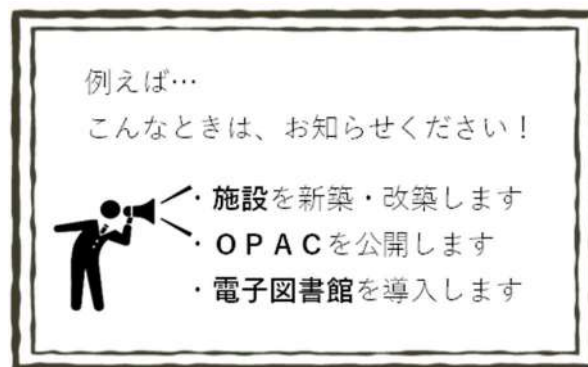 例えば…
こんなときは、お知らせください！
・施設を新築・改築します
・ＯＰＡＣを公開します
・電子図書館を導入します